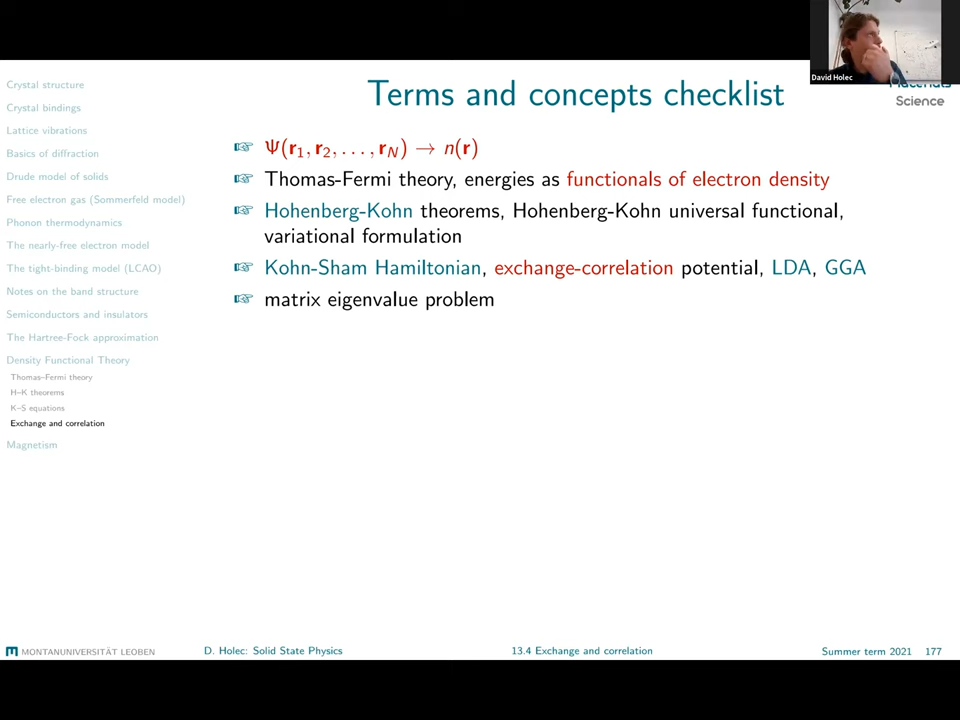 David Holec
Materials
Science
Terms and concepts checklist
Crystal structure
Crystal bindings
Lattice vibrations
Basics of diffraction
Drude model of solids
Free electron gas (Sommerfeld model)
Phonon thermodynamics
The nearly-free electron model
The tight-binding model (LCAO)
Notes on the band structure
Semiconductors and insulators
The Hartree-Fock approximation
Density Functional Theory
Thomas–Fermi theory
H–K theorems
K–S equations
Exchange and correlation
Magnetism
☞ Ψ(r₁, r₂, . . . , r_N) → n(r)
☞ Thomas-Fermi theory, energies as functionals of electron density
☞ Hohenberg-Kohn theorems, Hohenberg-Kohn universal functional,
variational formulation
☞ Kohn-Sham Hamiltonian, exchange-correlation potential, LDA, GGA
☞ matrix eigenvalue problem
MONTANUNIVERSITÄT LEOBEN
D. Holec: Solid State Physics
13.4 Exchange and correlation
Summer term 2021 177